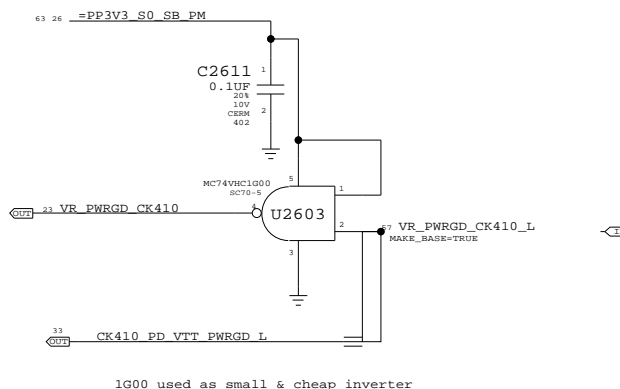 63 26 =PP3V3_S0_SB_PM
C2611 1
0.1UF
20%
10V 2
CERM
402
5
MC74VHC1G00
SC70-5
1
OUT 23 VR_PWRGD_CK410 4
U2603
2
57 VR_PWRGD_CK410_L
MAKE_BASE=TRUE
3
33
OUT CK410_PD_VTT_PWRGD_L
1G00 used as small & cheap inverter